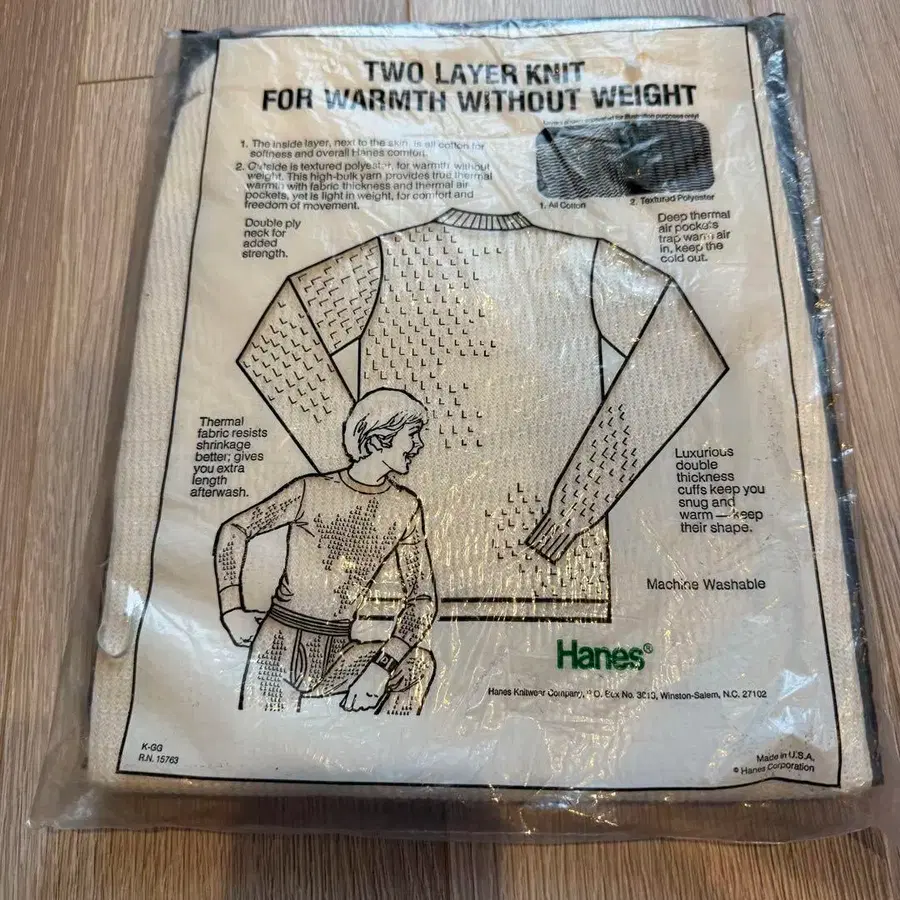 TWO LAYER KNIT
FOR WARMTH WITHOUT WEIGHT
1. The inside layer, next to the skin, is all cotton for
softness and overall Hanes comfort.
2. Outside is textured polyester, for warmth without
weight. This high-bulk yarn provides true thermal
warmth with fabric thickness and thermal air
pockets, yet is light in weight, for comfort and
freedom of movement.
for illustration purposes only)
1. All Cotton
2. Textured Polyester
Double ply
neck for
added
strength.
Deep thermal
air pockets
trap warm air
in, keep the
cold out.
Thermal
fabric resists
shrinkage
better; gives
you extra
length
afterwash.
Luxurious
double
thickness
cuffs keep you
snug and
warm — keep
their shape.
Machine Washable
Hanes®
Hanes Knitwear Company, P.O. Box No. Winston-Salem, N.C. 27102
K-GG
R.N. 15763
Made in U.S.A.
© Hanes Corporation